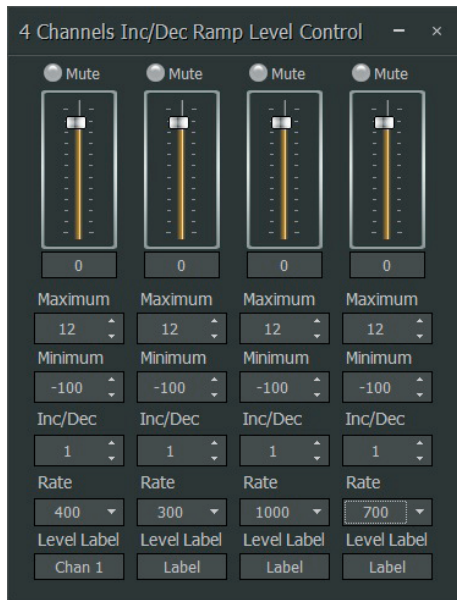 4 Channels Inc/Dec Ramp Level Control
Mute Mute Mute Mute
0 0 0 0
Maximum Maximum Maximum Maximum
12 12 12 12
Minimum Minimum Minimum Minimum
-100 -100 -100 -100
Inc/Dec Inc/Dec Inc/Dec Inc/Dec
1 1 1 1
Rate Rate Rate Rate
400 300 1000 700
Level Label Level Label Level Label Level Label
Chan 1 Label Label Label